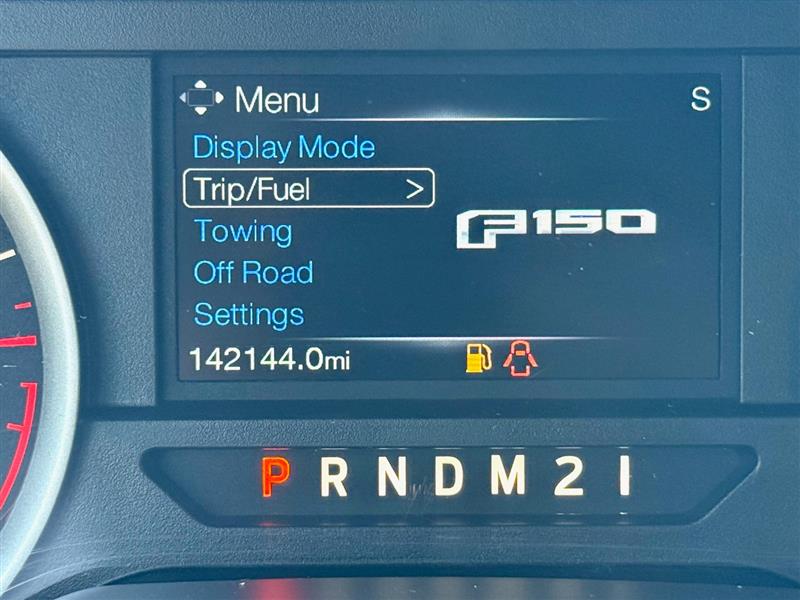 Menu S
Display Mode
Trip/Fuel >
Towing
F150
Off Road
Settings
142144.0mi
P R N D M 2 1